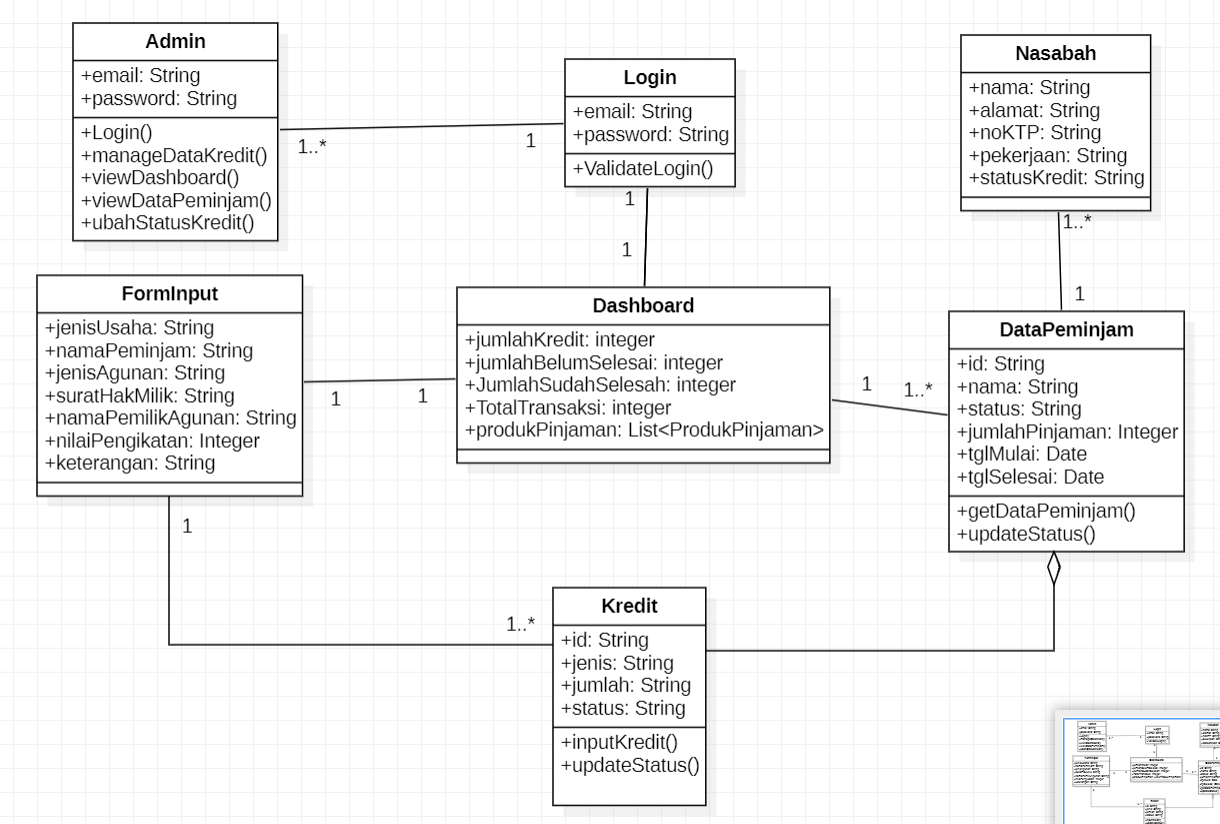 Admin
+email: String
+password: String
+Login()
+manageDataKredit()
+viewDashboard()
+viewDataPeminjam()
+ubahStatusKredit()
1..*
1
Login
+email: String
+password: String
+ValidateLogin()
1
1
Nasabah
+nama: String
+alamat: String
+noKTP: String
+pekerjaan: String
+statusKredit: String
1..*
1
FormInput
+jenisUsaha: String
+namaPeminjam: String
+jenisAgunan: String
+suratHakMilik: String
+namaPemilikAgunan: String
+nilaiPengikatan: Integer
+keterangan: String
1
1
Dashboard
+jumlahKredit: integer
+jumlahBelumSelesai: integer
+JumlahSudahSelesah: integer
+TotalTransaksi: integer
+produkPinjaman: List<ProdukPinjaman>
1
1..*
DataPeminjam
+id: String
+nama: String
+status: String
+jumlahPinjaman: Integer
+tglMulai: Date
+tglSelesai: Date
+getDataPeminjam()
+updateStatus()
1
1..*
Kredit
+id: String
+jenis: String
+jumlah: String
+status: String
+inputKredit()
+updateStatus()